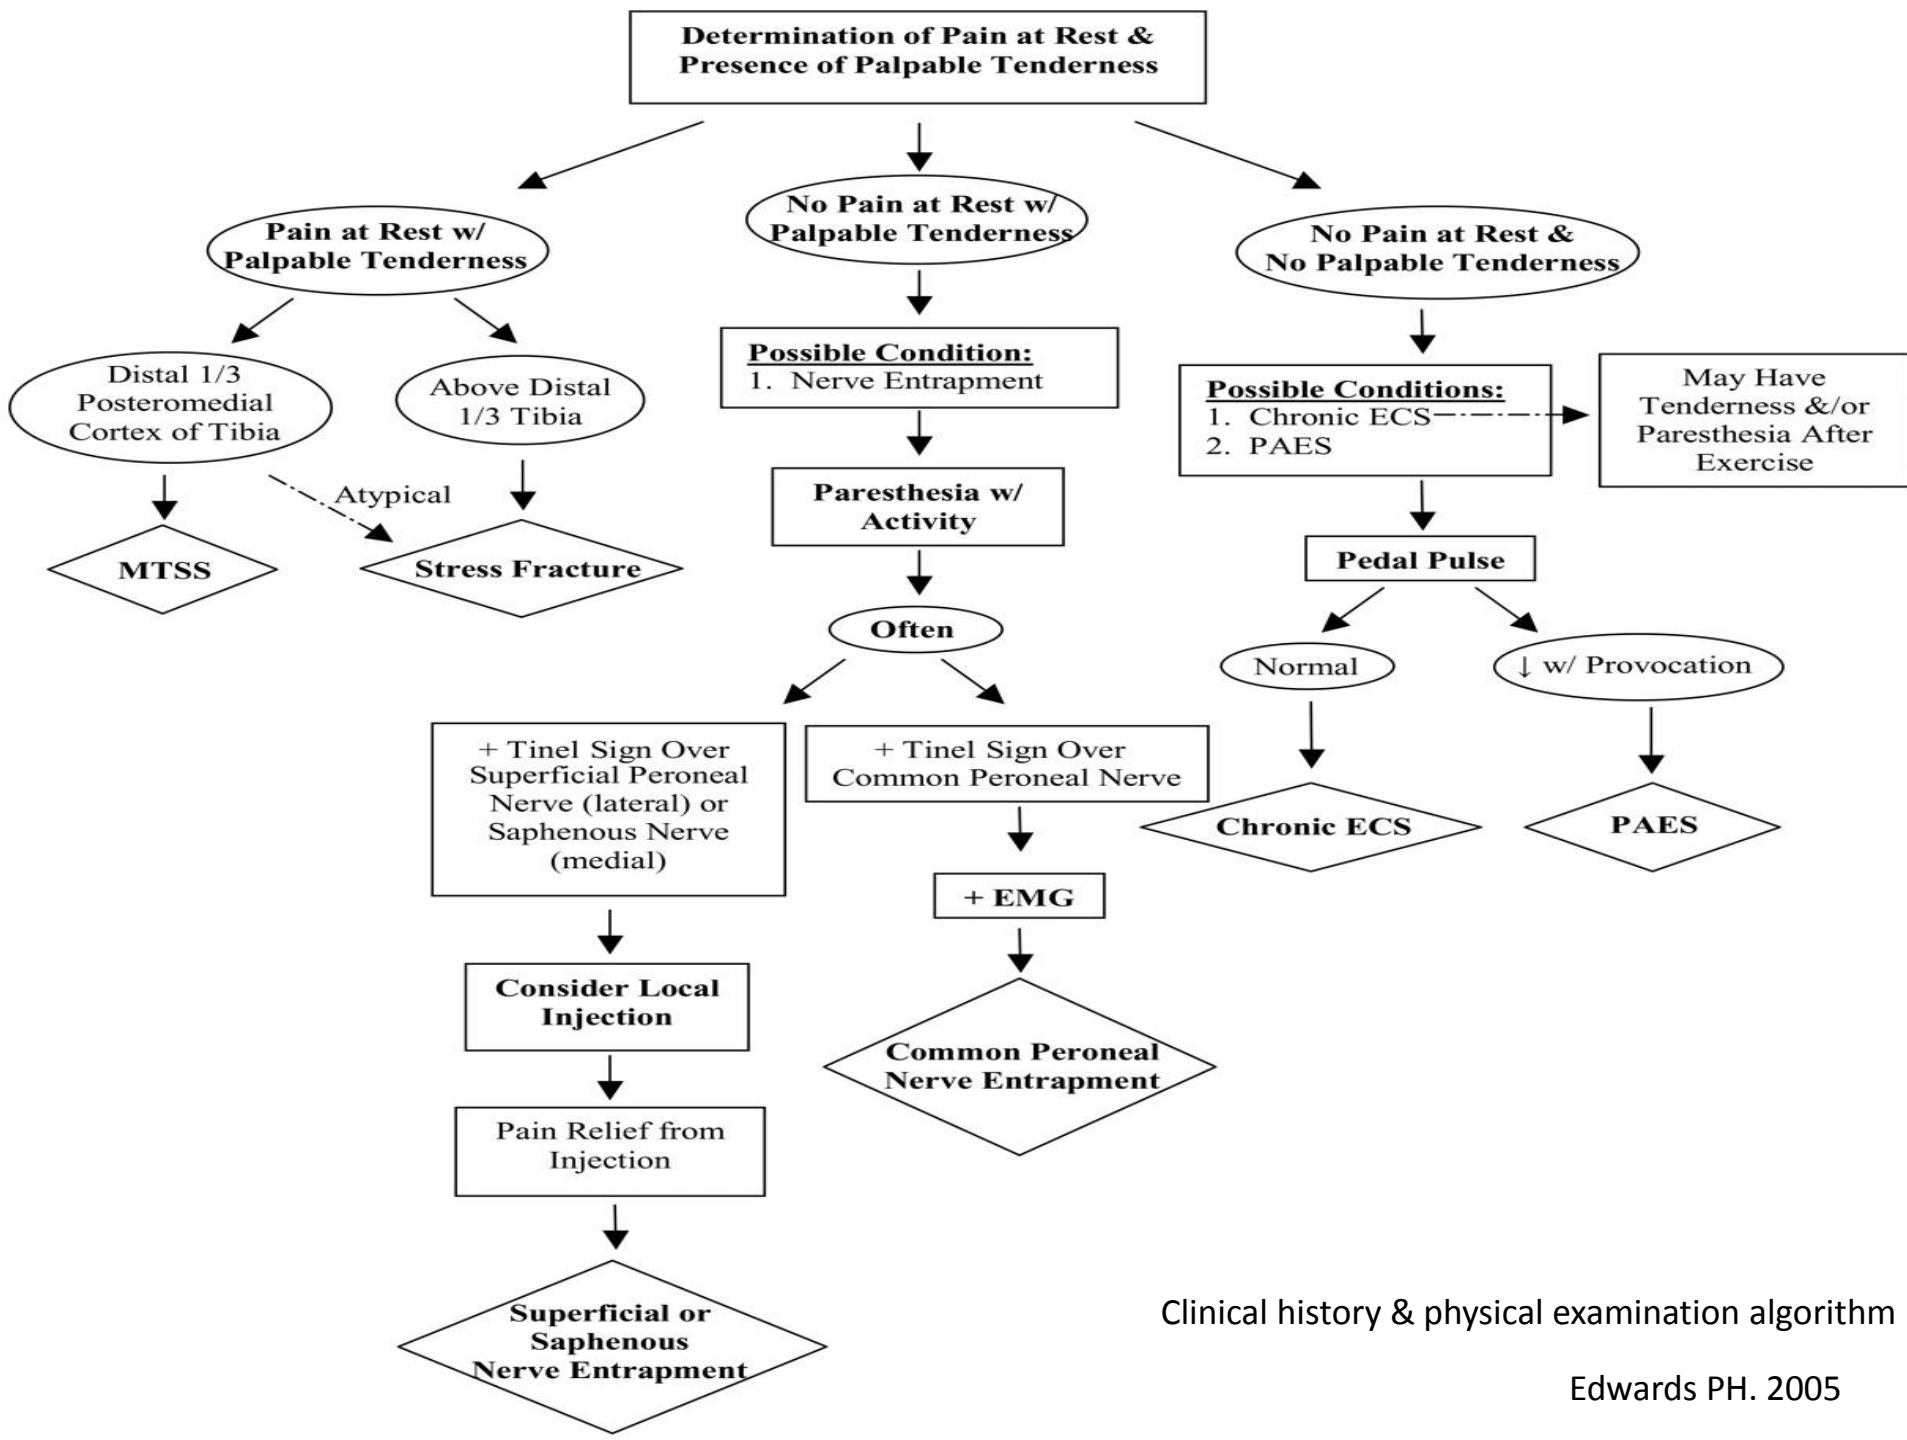 Determination of Pain at Rest &
Presence of Palpable Tenderness
Pain at Rest w/
Palpable Tenderness
No Pain at Rest w/
Palpable Tenderness
No Pain at Rest &
No Palpable Tenderness
Distal 1/3
Posteromedial
Cortex of Tibia
Above Distal
1/3 Tibia
Possible Condition:
1. Nerve Entrapment
Possible Conditions:
1. Chronic ECS
2. PAES
May Have
Tenderness &/or
Paresthesia After
Exercise
Atypical
Paresthesia w/
Activity
MTSS
Stress Fracture
Pedal Pulse
Often
Normal
↓ w/ Provocation
+ Tinel Sign Over
Superficial Peroneal
Nerve (lateral) or
Saphenous Nerve
(medial)
+ Tinel Sign Over
Common Peroneal Nerve
Chronic ECS
PAES
+ EMG
Consider Local
Injection
Common Peroneal
Nerve Entrapment
Pain Relief from
Injection
Superficial or
Saphenous
Nerve Entrapment
Clinical history & physical examination algorithm
Edwards PH. 2005